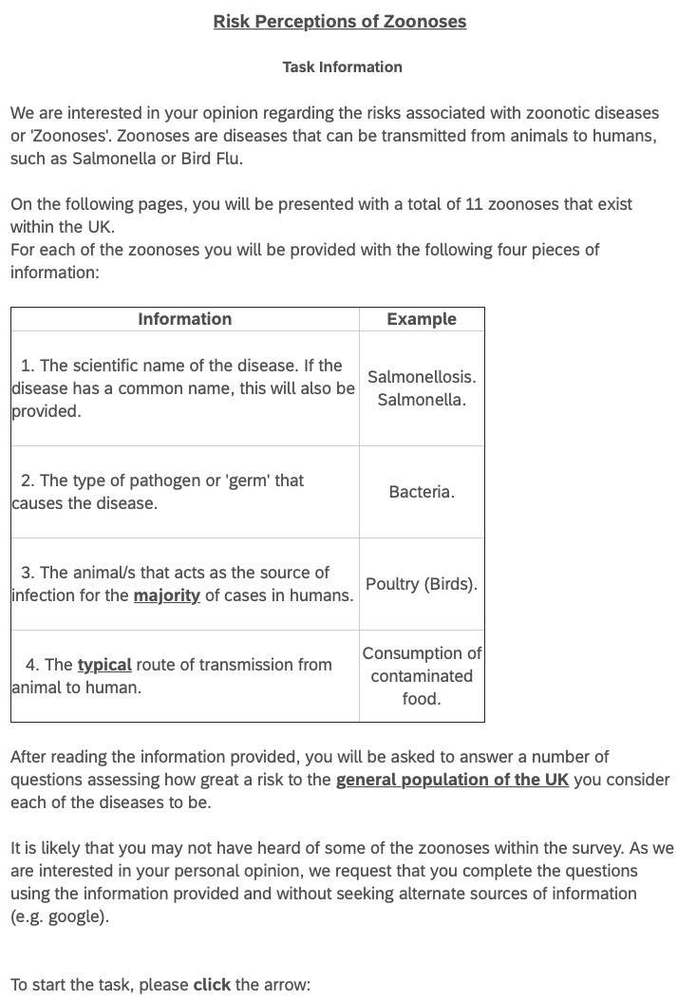 Risk Perceptions of Zoonoses
Task Information
We are interested in your opinion regarding the risks associated with zoonotic diseases
or 'Zoonoses'. Zoonoses are diseases that can be transmitted from animals to humans,
such as Salmonella or Bird Flu.
On the following pages, you will be presented with a total of 11 zoonoses that exist
within the UK.
For each of the zoonoses you will be provided with the following four pieces of
information:
Information
Example
1. The scientific name of the disease. If the
disease has a common name, this will also be
provided.
Salmonellosis.
Salmonella.
2. The type of pathogen or 'germ' that
causes the disease.
Bacteria.
3. The animal/s that acts as the source of
infection for the majority of cases in humans.
Poultry (Birds).
4. The typical route of transmission from
animal to human.
Consumption of
contaminated
food.
After reading the information provided, you will be asked to answer a number of
questions assessing how great a risk to the general population of the UK you consider
each of the diseases to be.
It is likely that you may not have heard of some of the zoonoses within the survey. As we
are interested in your personal opinion, we request that you complete the questions
using the information provided and without seeking alternate sources of information
(e.g. google).
To start the task, please click the arrow: